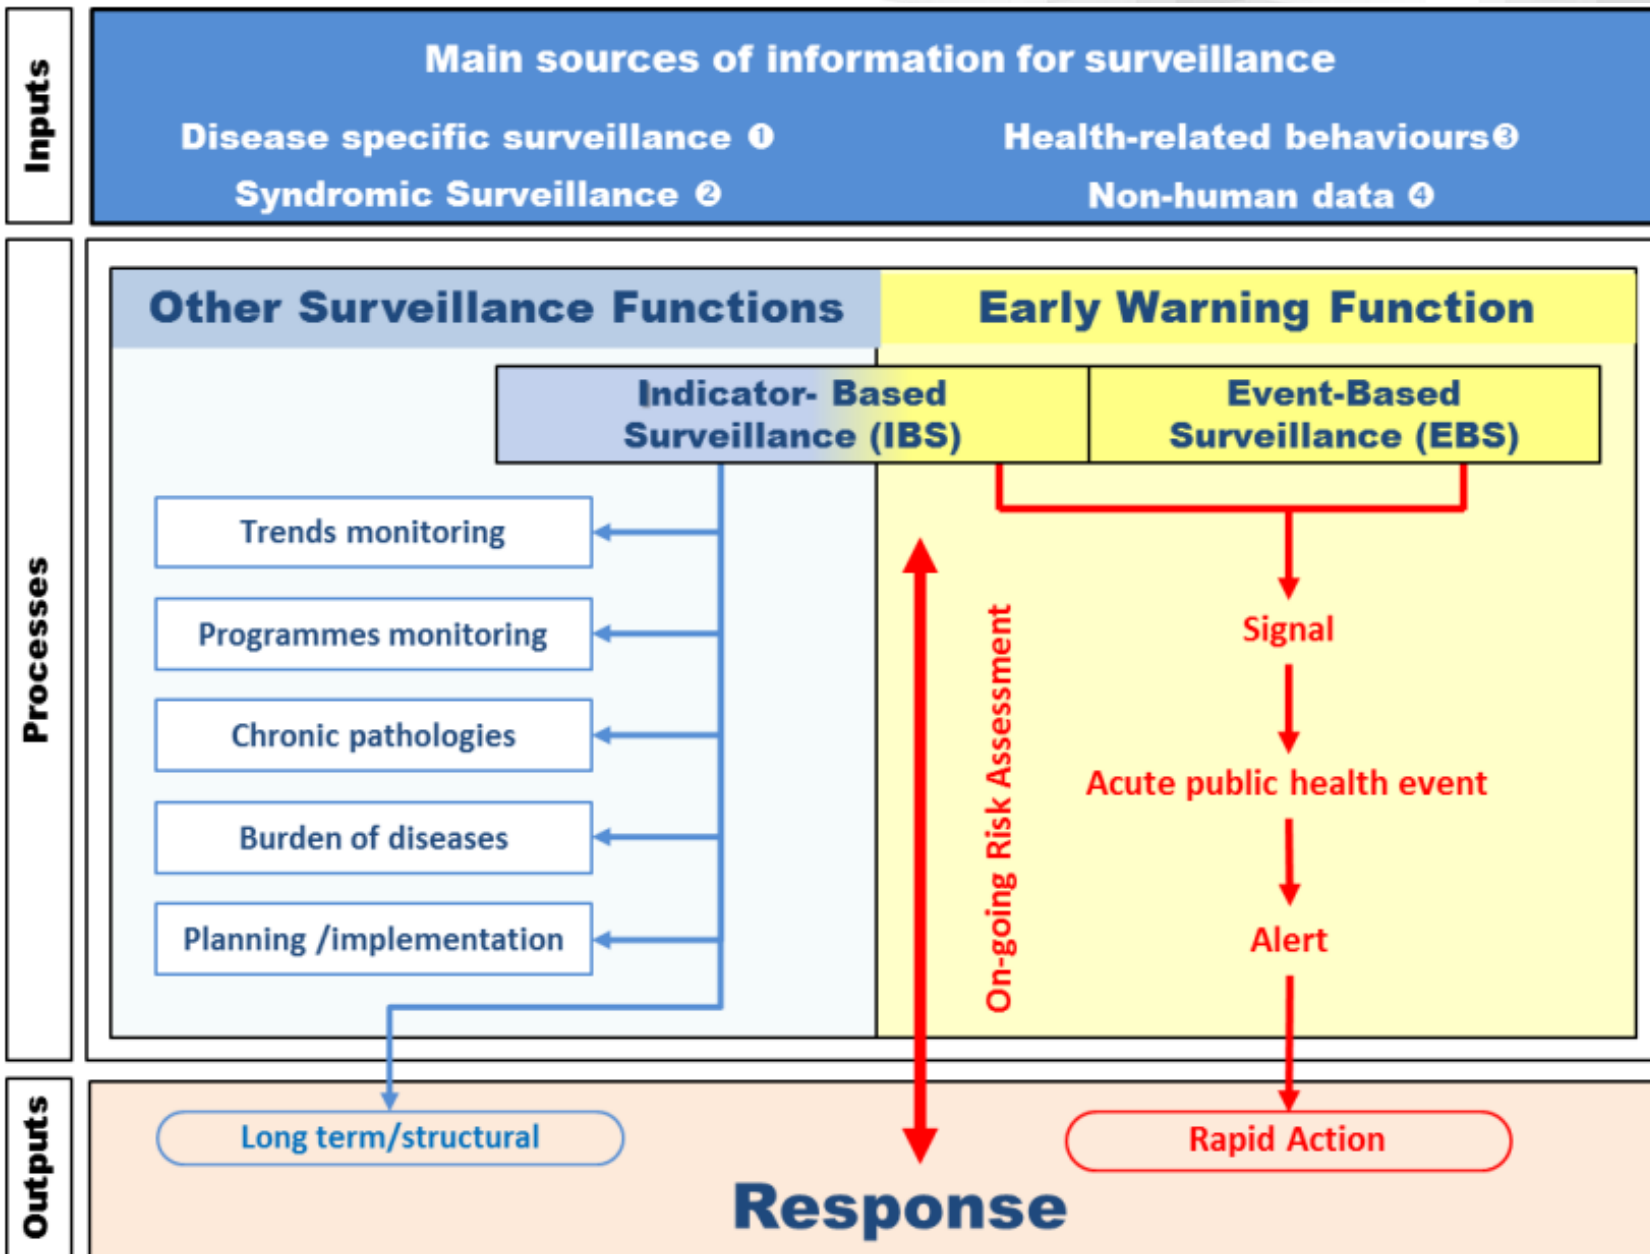 Inputs
Main sources of information for surveillance
Disease specific surveillance ❶
Health-related behaviours❸
Syndromic Surveillance ❷
Non-human data ❹
Processes
Other Surveillance Functions
Early Warning Function
Indicator- Based
Surveillance (IBS)
Event-Based
Surveillance (EBS)
Trends monitoring
Programmes monitoring
Chronic pathologies
Burden of diseases
Planning /implementation
On-going Risk Assessment
Signal
Acute public health event
Alert
Outputs
Long term/structural
Rapid Action
Response